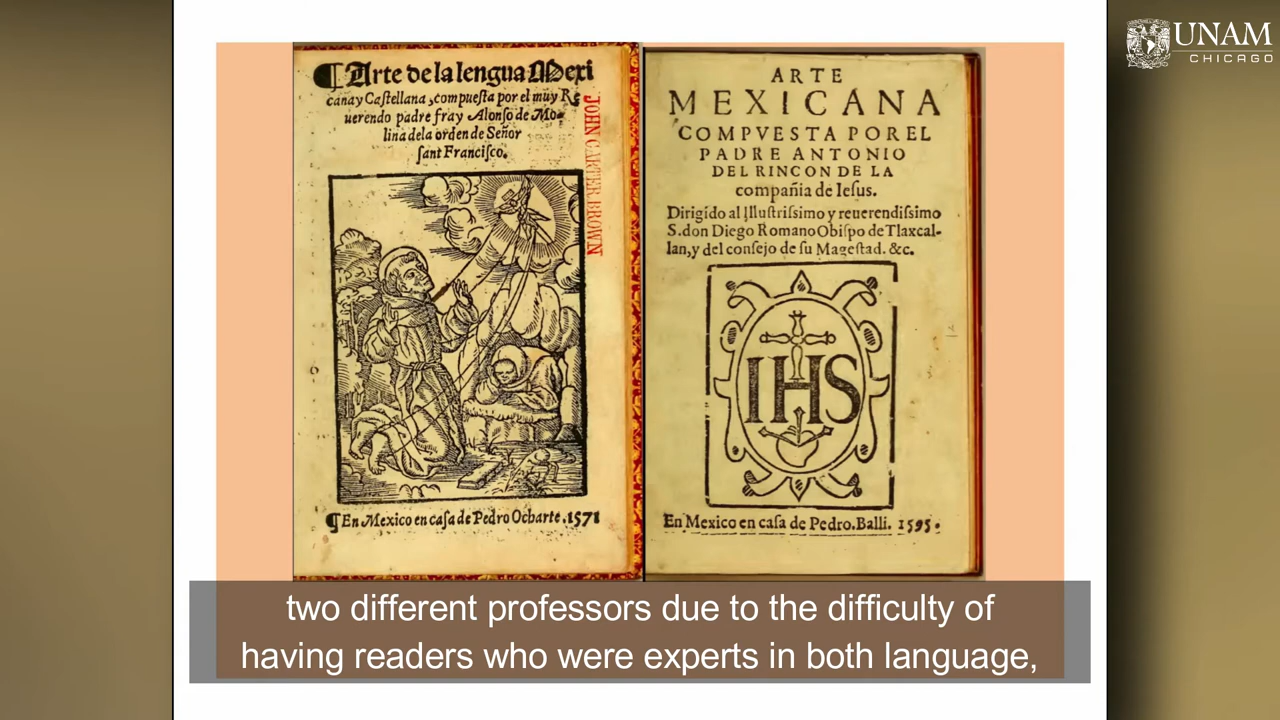 ¶ Arte de la lengua Mexi
cana y Castellana, compuesta por el muy Re
uerendo padre fray Alonso de Mo-
lina dela orden de Señor
sant Francisco.
JOHN CARTER BROWN
¶ En Mexico en casa de Pedro Ocharte. 1571
ARTE
MEXICANA
COMPVESTA POR EL
PADRE ANTONIO
DEL RINCON DE LA
compañia de Iesus.
Dirigido al Illustrissimo y reuerendissimo
S. don Diego Romano Obispo de Tlaxcal-
lan, y del consejo de su Magestad. &c.
IHS
En Mexico en casa de Pedro. Balli. 1595.
UNAM
CHICAGO
two different professors due to the difficulty of
having readers who were experts in both language,